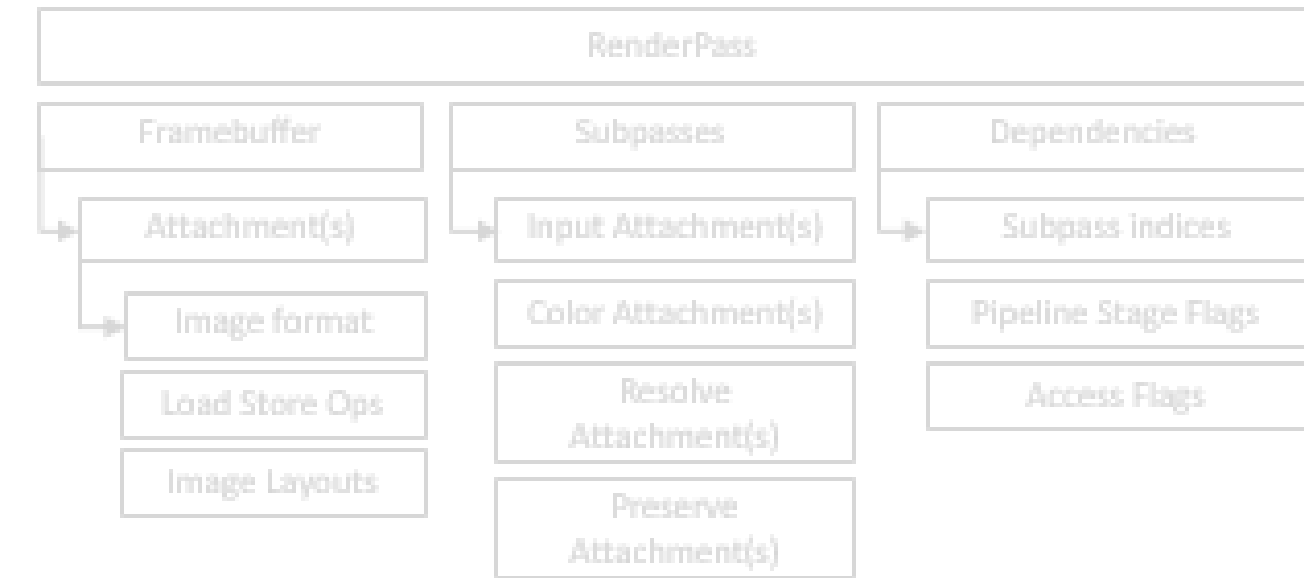 RenderPass
Framebuffer
Attachment(s)
Image format
Load Store Ops
Image Layouts
Subpasses
Input Attachment(s)
Color Attachment(s)
Resolve
Attachment(s)
Preserve
Attachment(s)
Dependencies
Subpass indices
Pipeline Stage Flags
Access Flags